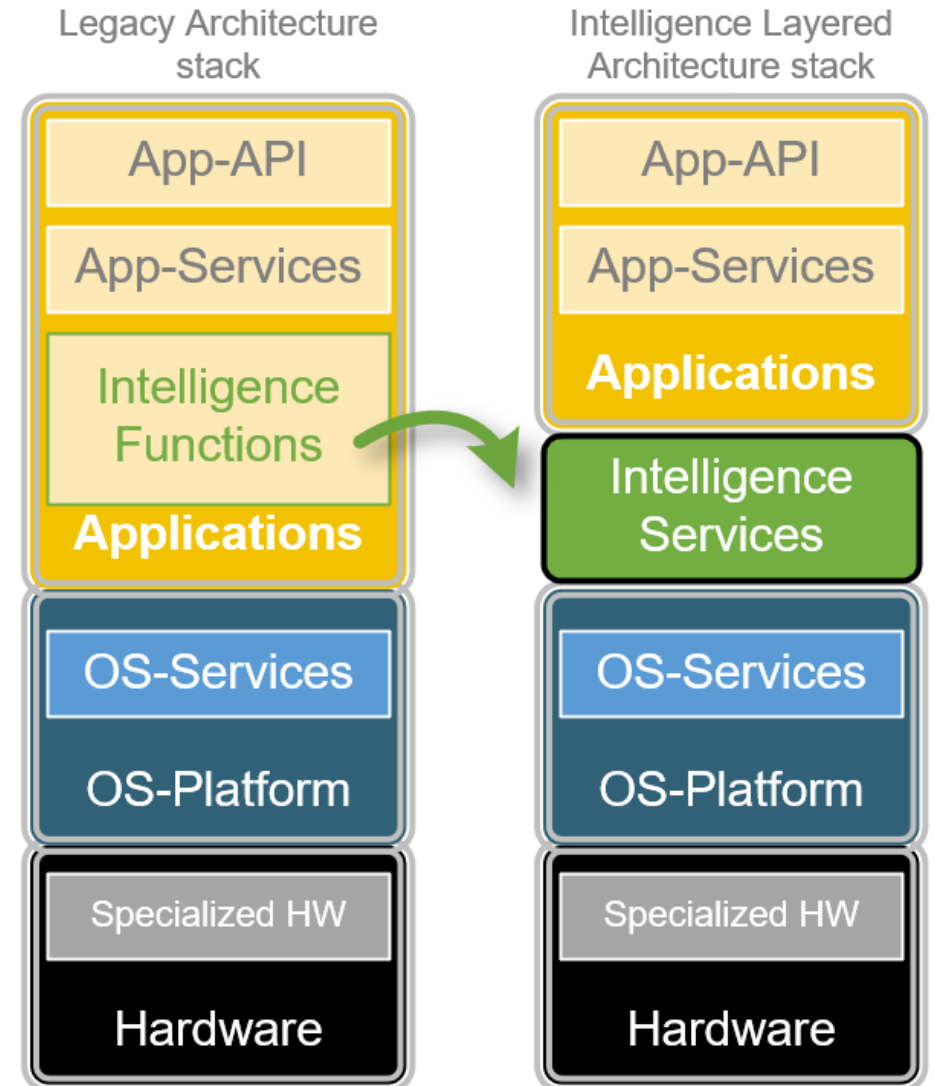 Legacy Architecture
stack
App-API
App-Services
Intelligence
Functions
Applications
OS-Services
OS-Platform
Specialized HW
Hardware
Intelligence Layered
Architecture stack
App-API
App-Services
Applications
Intelligence
Services
OS-Services
OS-Platform
Specialized HW
Hardware